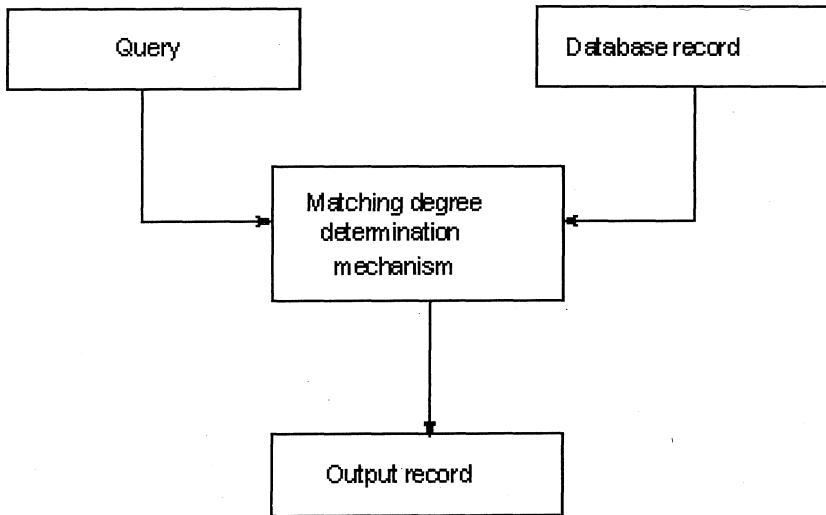 Query
Database record
Matching degree
determination
mechanism
Output record